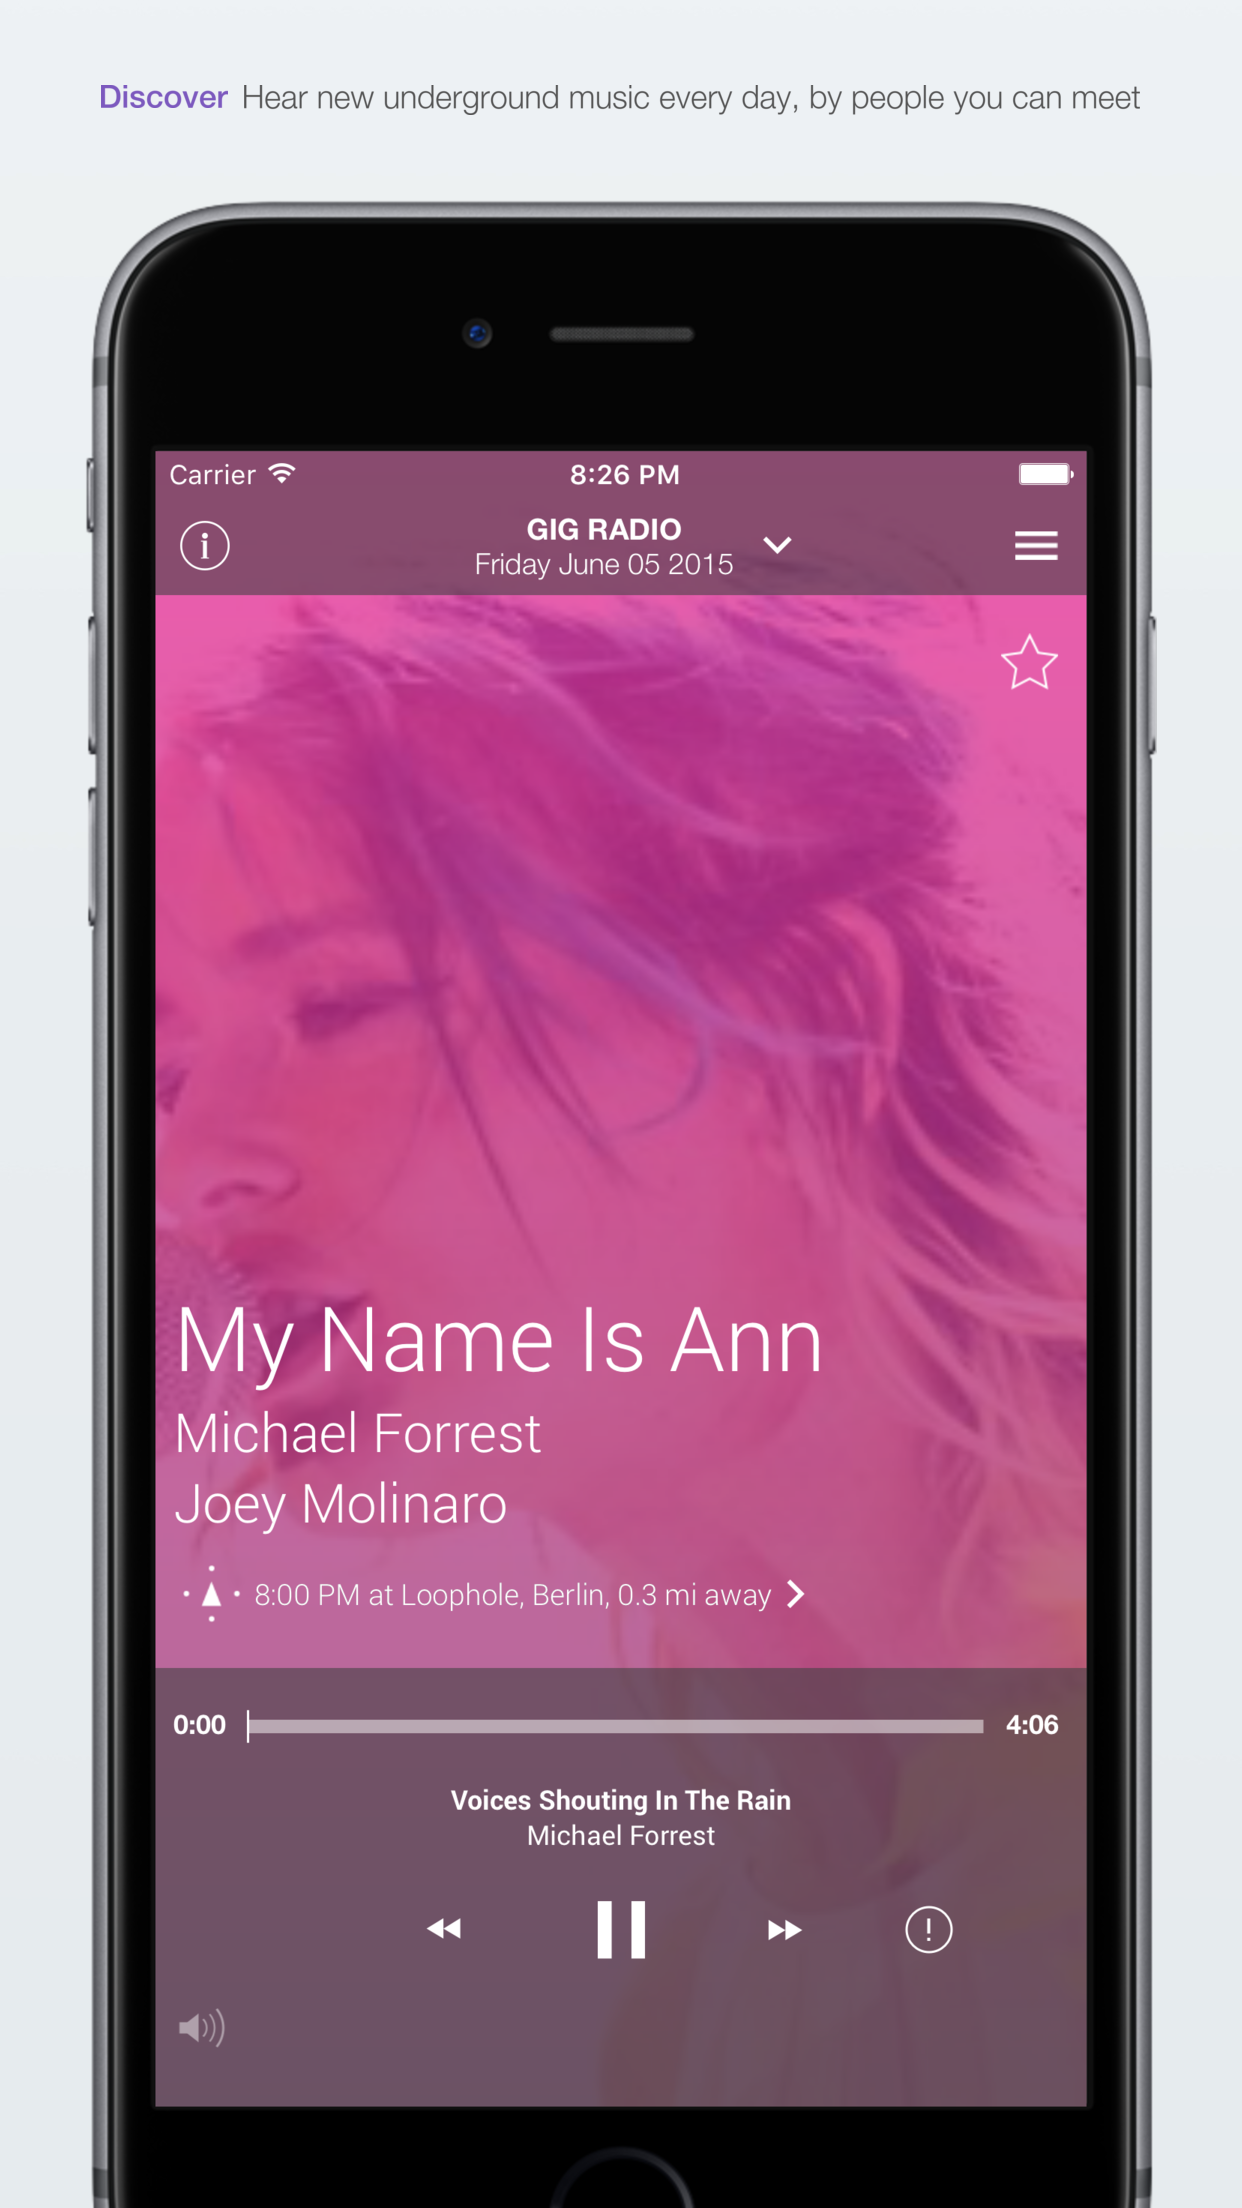 Discover Hear new underground music every day, by people you can meet
Carrier 8:26 PM
GIG RADIO
Friday June 05 2015
My Name Is Ann
Michael Forrest
Joey Molinaro
8:00 PM at Loophole, Berlin, 0.3 mi away
0:00 4:06
Voices Shouting In The Rain
Michael Forrest